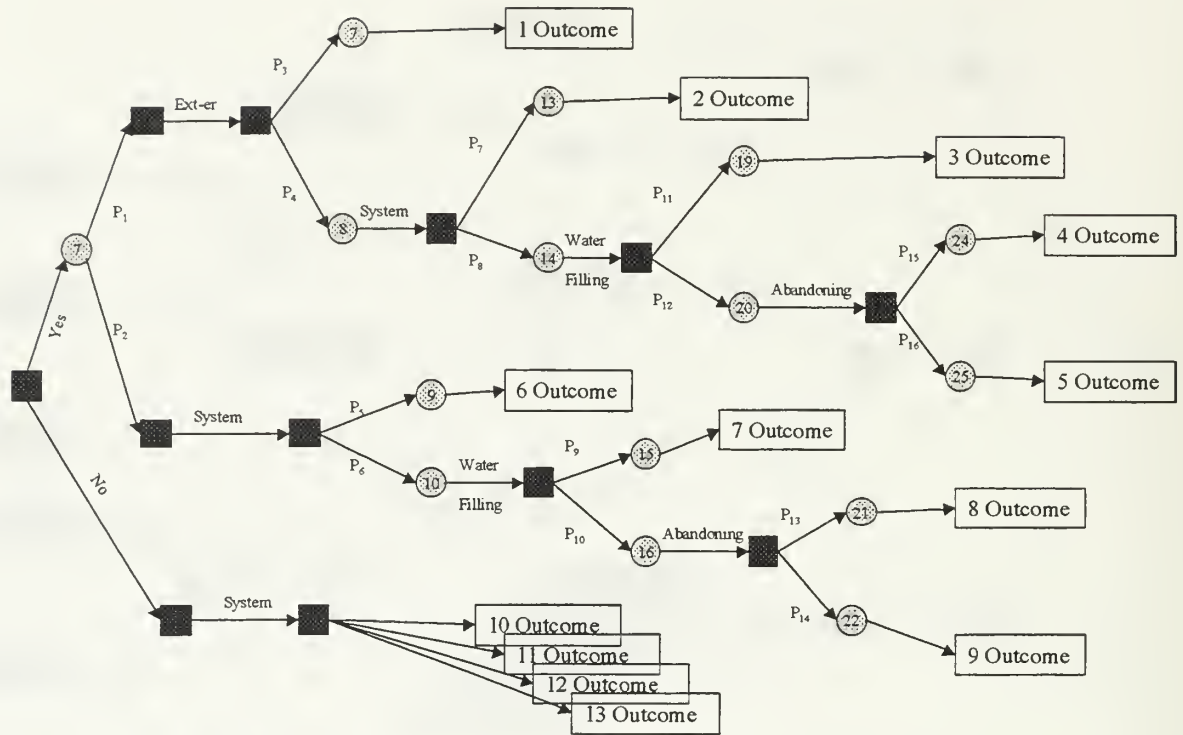 7
1 Outcome
P₃
Ext-er
13
2 Outcome
P₇
19
3 Outcome
P₁
P₄
8
System
P₁₁
24
4 Outcome
P₁₅
7
P₈
14
Water
Filling
P₁₂
20
Abandoning
P₁₆
25
5 Outcome
Yes
P₂
9
6 Outcome
System
P₆
10
Water
Filling
P₉
15
7 Outcome
No
P₁₀
16
Abandoning
P₁₃
21
8 Outcome
P₁₄
22
9 Outcome
System
10 Outcome
11 Outcome
12 Outcome
13 Outcome